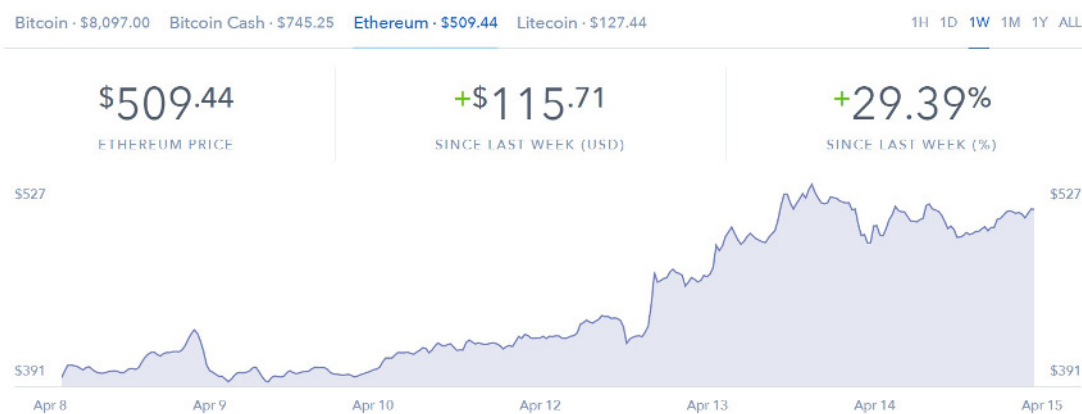 Bitcoin · $8,097.00 Bitcoin Cash · $745.25 Ethereum · $509.44 Litecoin · $127.44 1H 1D 1W 1M 1Y ALL
$509.44 +$115.71 +29.39%
ETHEREUM PRICE SINCE LAST WEEK (USD) SINCE LAST WEEK (%)
$527 $527
$391 $391
Apr 8 Apr 9 Apr 10 Apr 12 Apr 13 Apr 14 Apr 15